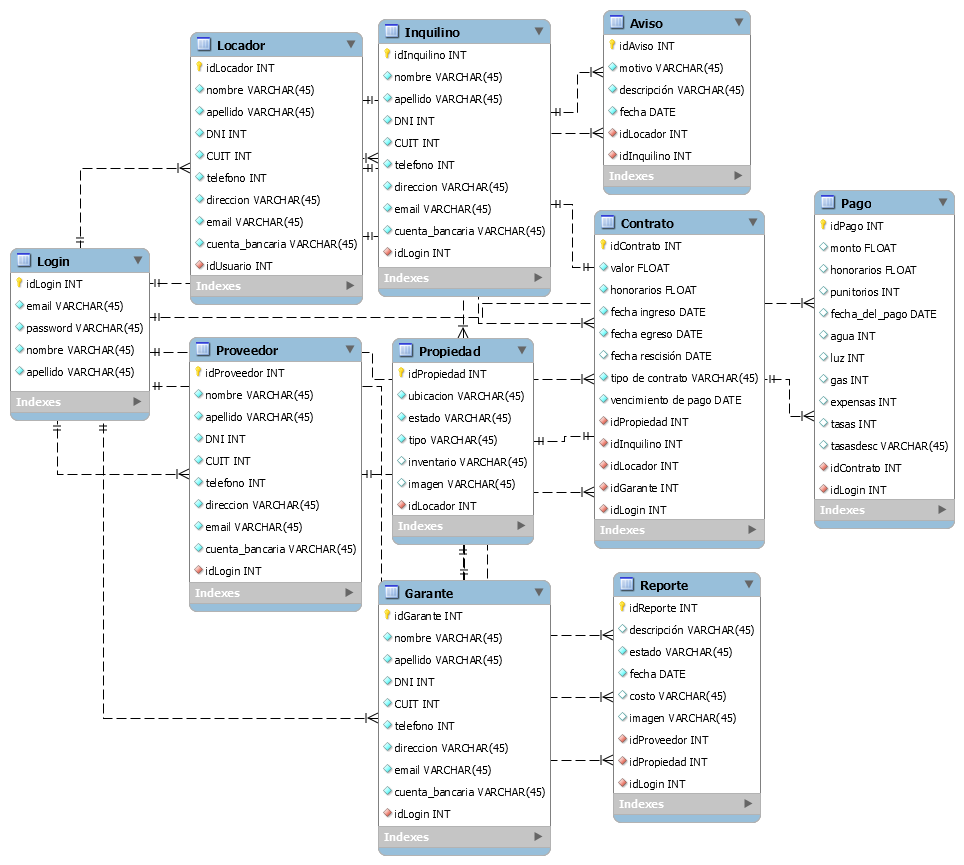 Locador
idLocador INT
nombre VARCHAR(45)
apellido VARCHAR(45)
DNI INT
CUIT INT
telefono INT
direccion VARCHAR(45)
email VARCHAR(45)
cuenta_bancaria VARCHAR(45)
idUsuario INT
Indexes
Inquilino
idInquilino INT
nombre VARCHAR(45)
apellido VARCHAR(45)
DNI INT
CUIT INT
telefono INT
direccion VARCHAR(45)
email VARCHAR(45)
cuenta_bancaria VARCHAR(45)
idLogin INT
Indexes
Aviso
idAviso INT
motivo VARCHAR(45)
descripción VARCHAR(45)
fecha DATE
idLocador INT
idInquilino INT
Indexes
Login
idLogin INT
email VARCHAR(45)
password VARCHAR(45)
nombre VARCHAR(45)
apellido VARCHAR(45)
Indexes
Proveedor
idProveedor INT
nombre VARCHAR(45)
apellido VARCHAR(45)
DNI INT
CUIT INT
telefono INT
direccion VARCHAR(45)
email VARCHAR(45)
cuenta_bancaria VARCHAR(45)
idLogin INT
Indexes
Propiedad
idPropiedad INT
ubicacion VARCHAR(45)
estado VARCHAR(45)
tipo VARCHAR(45)
inventario VARCHAR(45)
imagen VARCHAR(45)
idLocador INT
Indexes
Contrato
idContrato INT
valor FLOAT
honorarios FLOAT
fecha ingreso DATE
fecha egreso DATE
fecha rescisión DATE
tipo de contrato VARCHAR(45)
vencimiento de pago DATE
idPropiedad INT
idInquilino INT
idLocador INT
idGarante INT
idLogin INT
Indexes
Pago
idPago INT
monto FLOAT
honorarios FLOAT
punitorios INT
fecha_del_pago DATE
agua INT
luz INT
gas INT
expensas INT
tasas INT
tasasdesc VARCHAR(45)
idContrato INT
idLogin INT
Indexes
Garante
idGarante INT
nombre VARCHAR(45)
apellido VARCHAR(45)
DNI INT
CUIT INT
telefono INT
direccion VARCHAR(45)
email VARCHAR(45)
cuenta_bancaria VARCHAR(45)
idLogin INT
Indexes
Reporte
idReporte INT
descripción VARCHAR(45)
estado VARCHAR(45)
fecha DATE
costo VARCHAR(45)
imagen VARCHAR(45)
idProveedor INT
idPropiedad INT
idLogin INT
Indexes